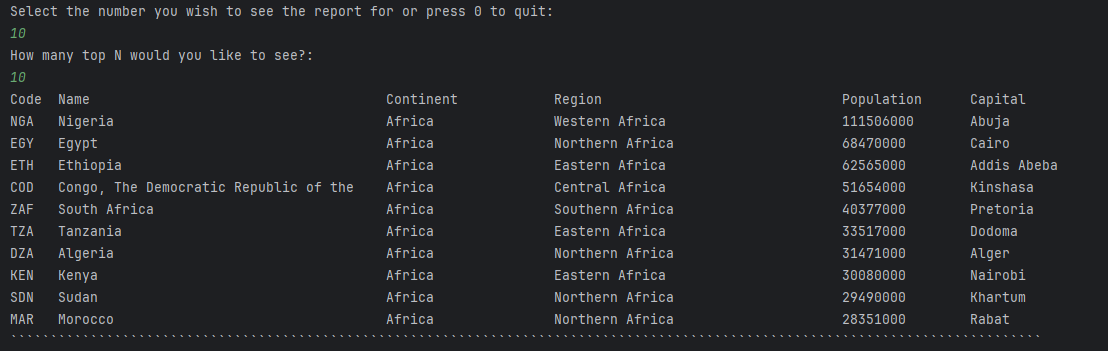 Select the number you wish to see the report for or press 0 to quit:
10
How many top N would you like to see?:
10
Code  Name                                     Continent            Region                              Population      Capital
NGA   Nigeria                                  Africa               Western Africa                      111506000       Abuja
EGY   Egypt                                    Africa               Northern Africa                     68470000        Cairo
ETH   Ethiopia                                 Africa               Eastern Africa                      62565000        Addis Abeba
COD   Congo, The Democratic Republic of the    Africa               Central Africa                      51654000        Kinshasa
ZAF   South Africa                             Africa               Southern Africa                     40377000        Pretoria
TZA   Tanzania                                 Africa               Eastern Africa                      33517000        Dodoma
DZA   Algeria                                  Africa               Northern Africa                     31471000        Alger
KEN   Kenya                                    Africa               Eastern Africa                      30080000        Nairobi
SDN   Sudan                                    Africa               Northern Africa                     29490000        Khartum
MAR   Morocco                                  Africa               Northern Africa                     28351000        Rabat
`````````````````````````````````````````````````````````````````````````````````````````````````````````````````````````````````